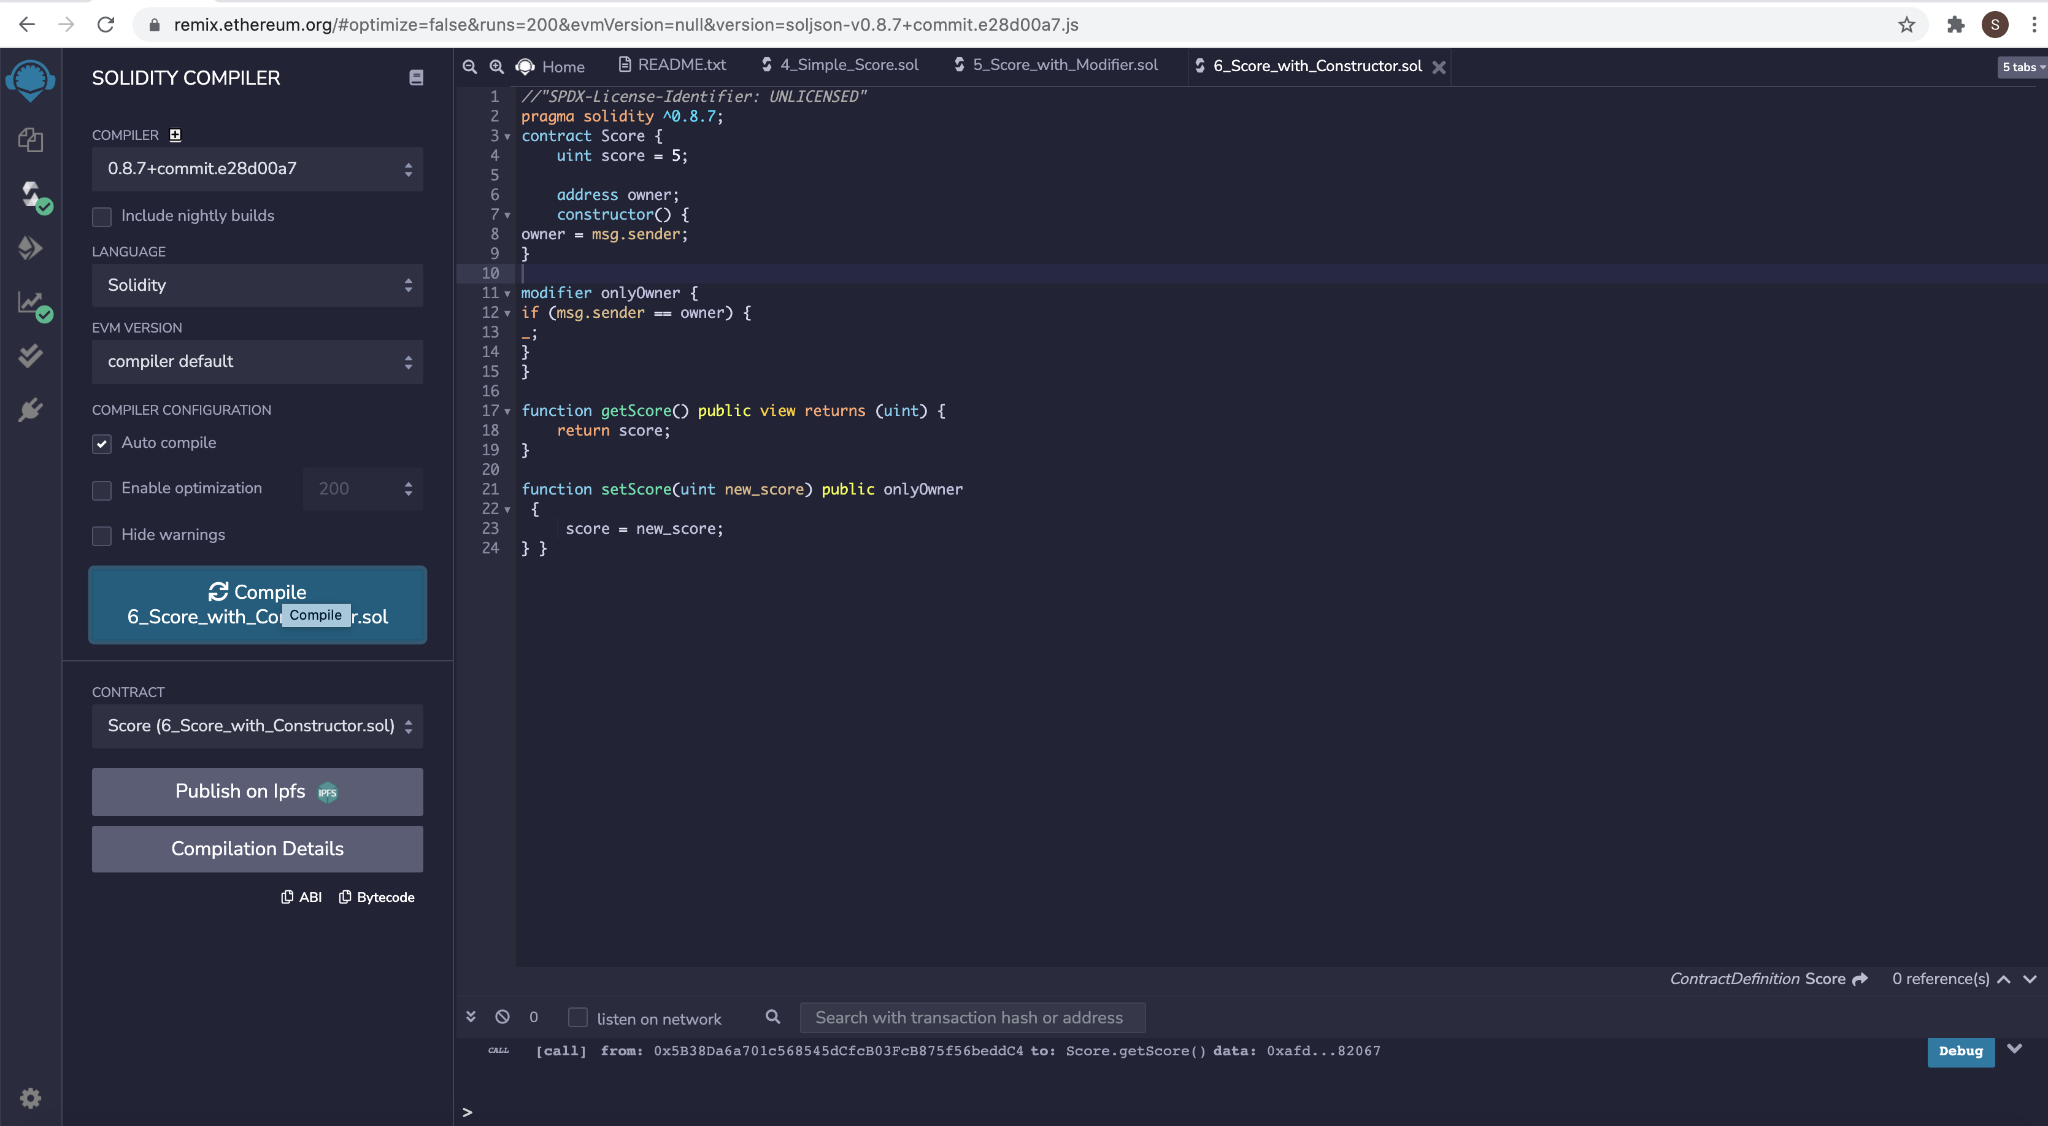 remix.ethereum.org/#optimize=false&runs=200&evmVersion=null&version=soljson-v0.8.7+commit.e28d00a7.js
S
SOLIDITY COMPILER
COMPILER
0.8.7+commit.e28d00a7
Include nightly builds
LANGUAGE
Solidity
EVM VERSION
compiler default
COMPILER CONFIGURATION
Auto compile
Enable optimization
200
Hide warnings
Compile
6_Score_with_Co
Compile
r.sol
CONTRACT
Score (6_Score_with_Constructor.sol)
Publish on Ipfs IPFS
Compilation Details
ABI Bytecode
Home README.txt 4_Simple_Score.sol 5_Score_with_Modifier.sol 6_Score_with_Constructor.sol 5 tabs
1 //"SPDX-License-Identifier: UNLICENSED"
2 pragma solidity ^0.8.7;
3 contract Score {
4 uint score = 5;
5
6 address owner;
7 constructor() {
8 owner = msg.sender;
9 }
10
11 modifier onlyOwner {
12 if (msg.sender == owner) {
13 _;
14 }
15 }
16
17 function getScore() public view returns (uint) {
18 return score;
19 }
20
21 function setScore(uint new_score) public onlyOwner
22 {
23 score = new_score;
24 } }
ContractDefinition Score 0 reference(s)
0 listen on network Search with transaction hash or address
CALL [call] from: 0x5B38Da6a701c568545dCfcB03FcB875f56beddC4 to: Score.getScore() data: 0xafd...82067 Debug
>